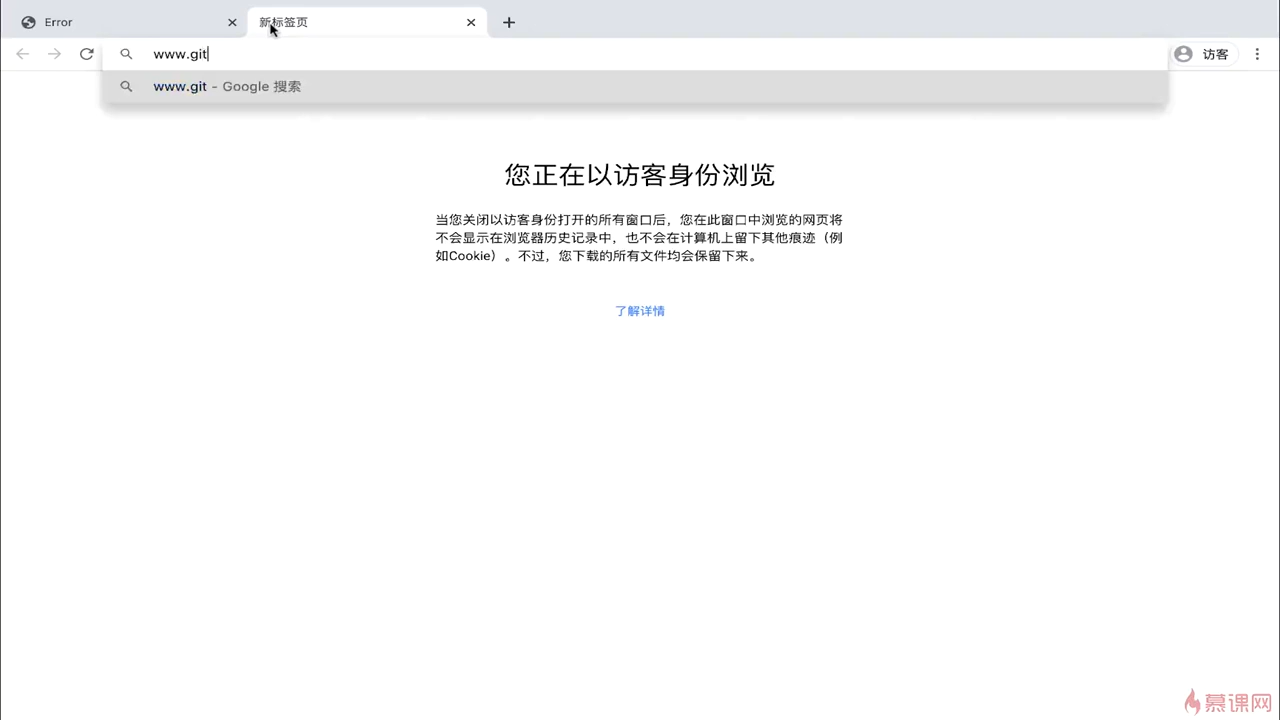 Error
新标签页
www.git
访客
www.git - Google 搜索
您正在以访客身份浏览
当您关闭以访客身份打开的所有窗口后，您在此窗口中浏览的网页将
不会显示在浏览器历史记录中，也不会在计算机上留下其他痕迹（例
如Cookie）。不过，您下载的所有文件均会保留下来。
了解详情
慕课网